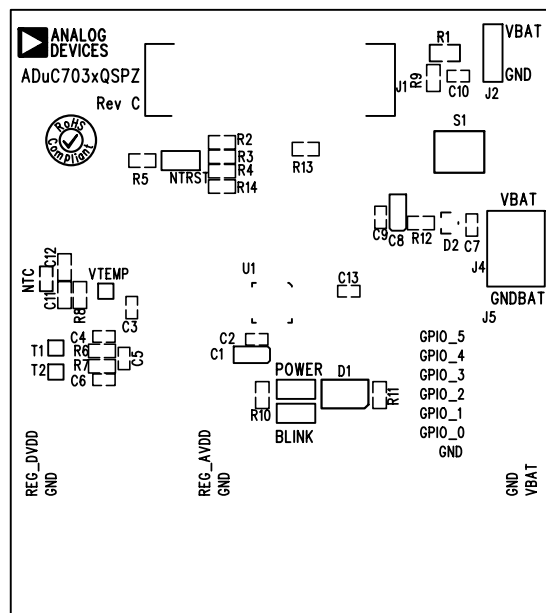 ANALOG
DEVICES
ADuC703xQSPZ
Rev C
RoHS
Compliant
J1
R1
R9
C10
VBAT
GND
J2
S1
R2
R3
R4
R14
R5
NTRST
R13
C9
C8
R12
D2
C7
VBAT
J4
GNDBAT
J5
NTC
C12
C11
R8
VTEMP
C3
U1
C13
T1
T2
C4
R6
R7
C6
C5
C2
C1
POWER
D1
R10
R11
BLINK
GPIO_5
GPIO_4
GPIO_3
GPIO_2
GPIO_1
GPIO_0
GND
REG_DVDD
GND
REG_AVDD
GND
GND
VBAT